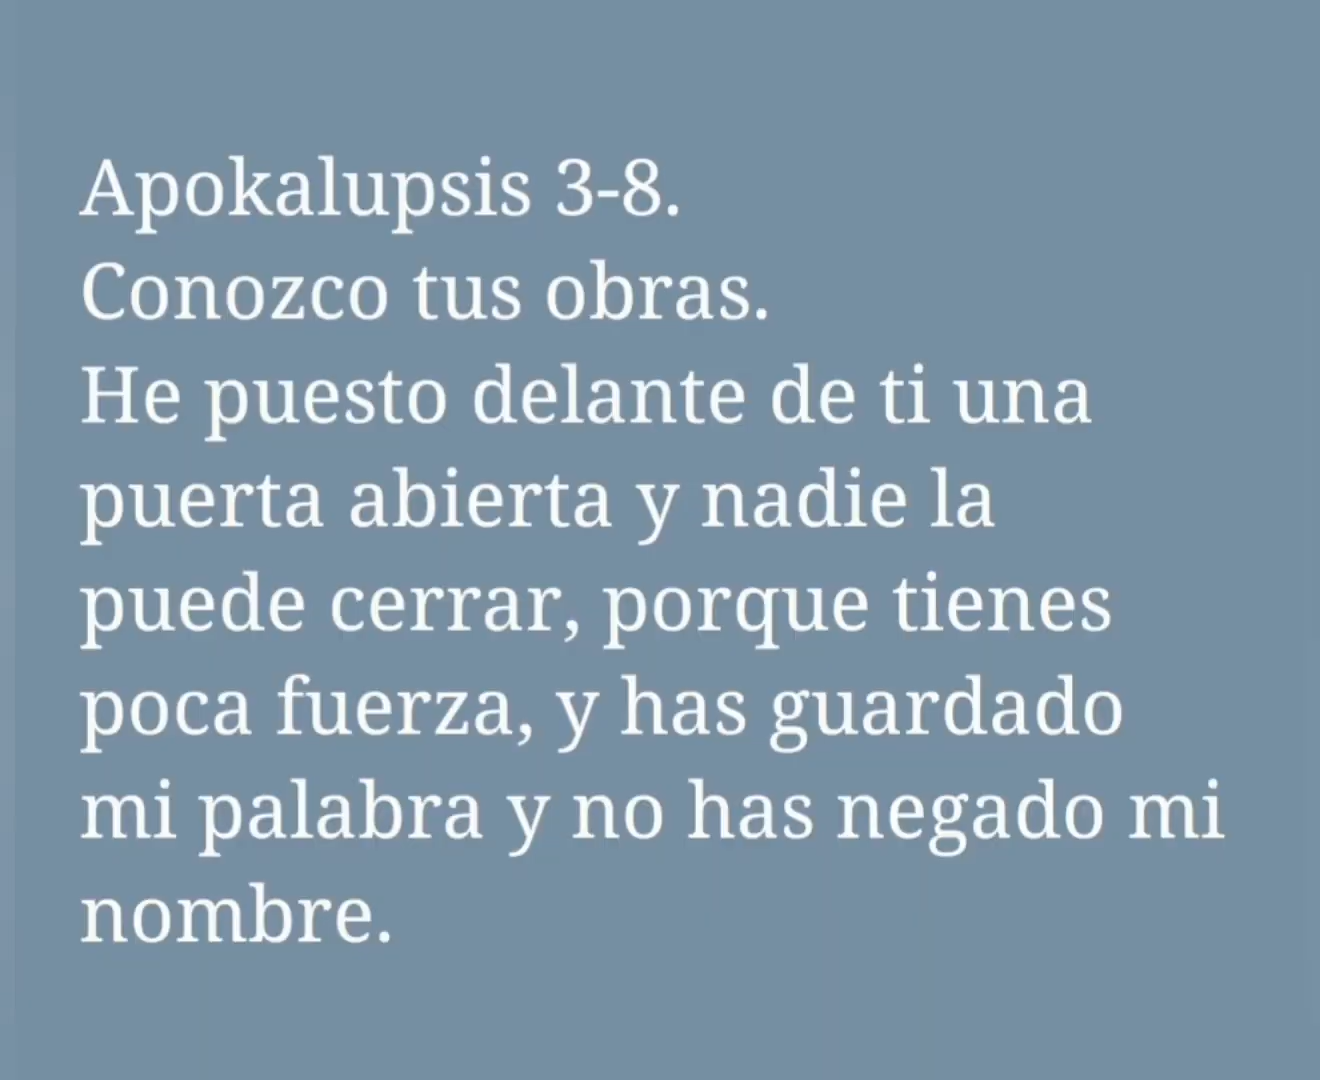 Apokalupsis 3-8.
Conozco tus obras.
He puesto delante de ti una
puerta abierta y nadie la
puede cerrar, porque tienes
poca fuerza, y has guardado
mi palabra y no has negado mi
nombre.